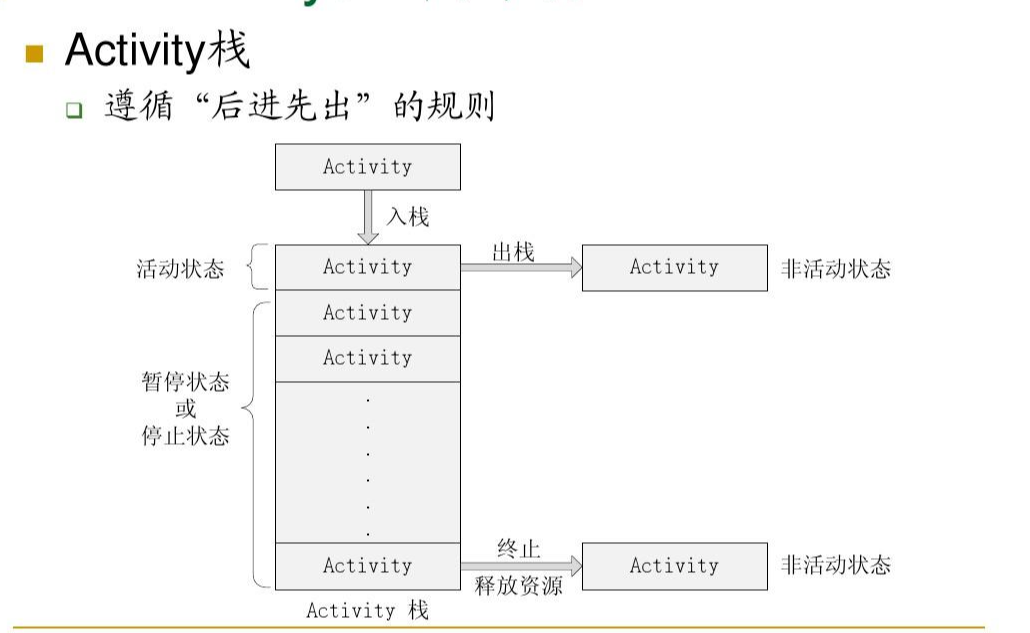 Activity栈
遵循“后进先出”的规则
Activity
入栈
活动状态
Activity
出栈
Activity
非活动状态
Activity
Activity
暂停状态
或
停止状态
Activity
终止
释放资源
Activity
非活动状态
Activity 栈